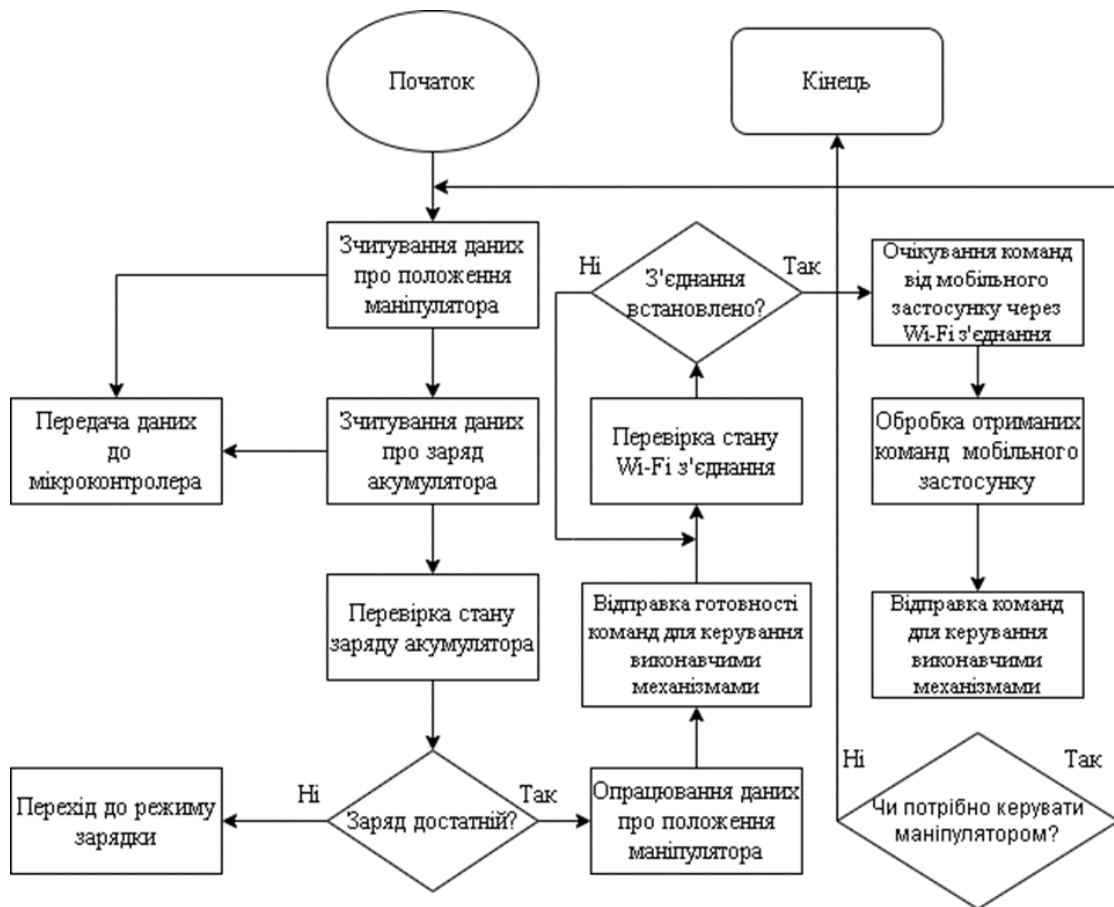 Початок
Кінець
Зчитування даних
про положення
маніпулятора
Ні
З'єднання
встановлено?
Так
Очікування команд
від мобільного
застосунку через
Wi-Fi з'єднання
Передача даних
до
мікроконтролера
Зчитування даних
про заряд
акумулятора
Перевірка стану
Wi-Fi з'єднання
Обробка отриманих
команд мобільного
застосунку
Перевірка стану
заряду акумулятора
Відправка готовності
команд для керування
виконавчими
механізмами
Відправка команд
для керування
виконавчими
механізмами
Перехід до режиму
зарядки
Ні
Заряд достатній?
Так
Опрацювання даних
про положення
маніпулятора
Ні
Так
Чи потрібно керувати
маніпулятором?